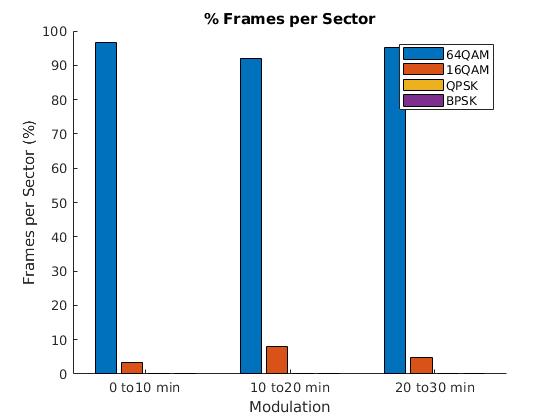 % Frames per Sector
Frames per Sector (%)
100
90
80
70
60
50
40
30
20
10
0
64QAM
16QAM
QPSK
BPSK
0 to10 min
10 to20 min
20 to30 min
Modulation